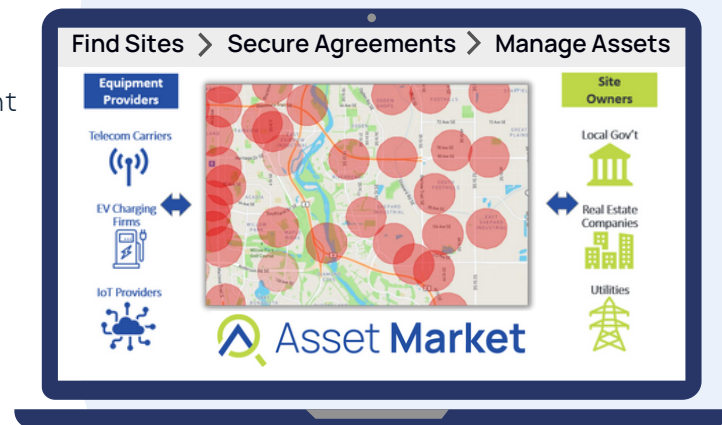 nt
Find Sites > Secure Agreements > Manage Assets
Equipment
Providers
Telecom Carriers
EV Charging
Firms
IoT Providers
Site
Owners
Local Gov't
Real Estate
Companies
Utilities
Asset Market